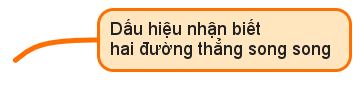 Dấu hiệu nhận biết
hai đường thẳng song song